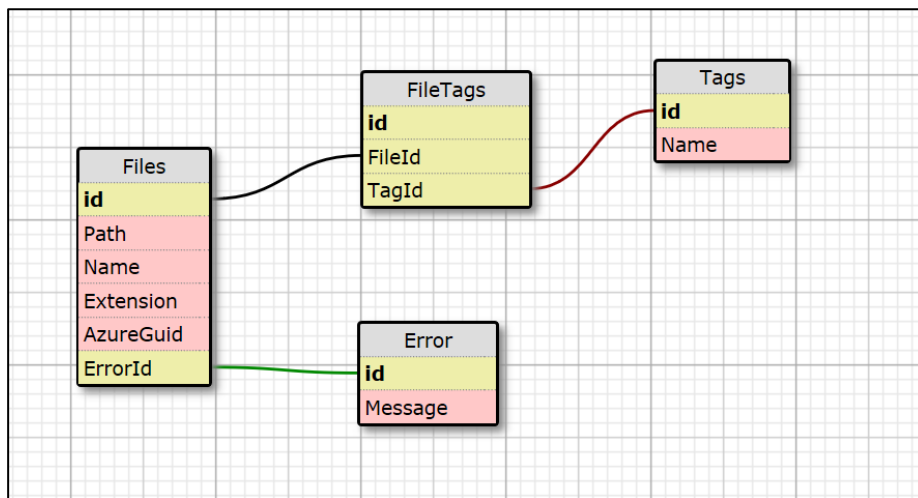 Files
id
Path
Name
Extension
AzureGuid
ErrorId
FileTags
id
FileId
TagId
Tags
id
Name
Error
id
Message